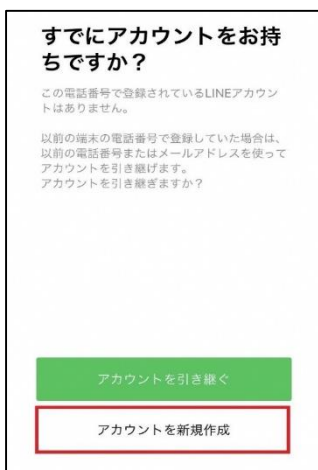 すでにアカウントをお持
ちですか？
この電話番号で登録されているLINEアカウン
トはありません。
以前の端末の電話番号で登録していた場合は、
以前の電話番号またはメールアドレスを使って
アカウントを引き継げます。
アカウントを引き継ぎますか？
アカウントを引き継ぐ
アカウントを新規作成